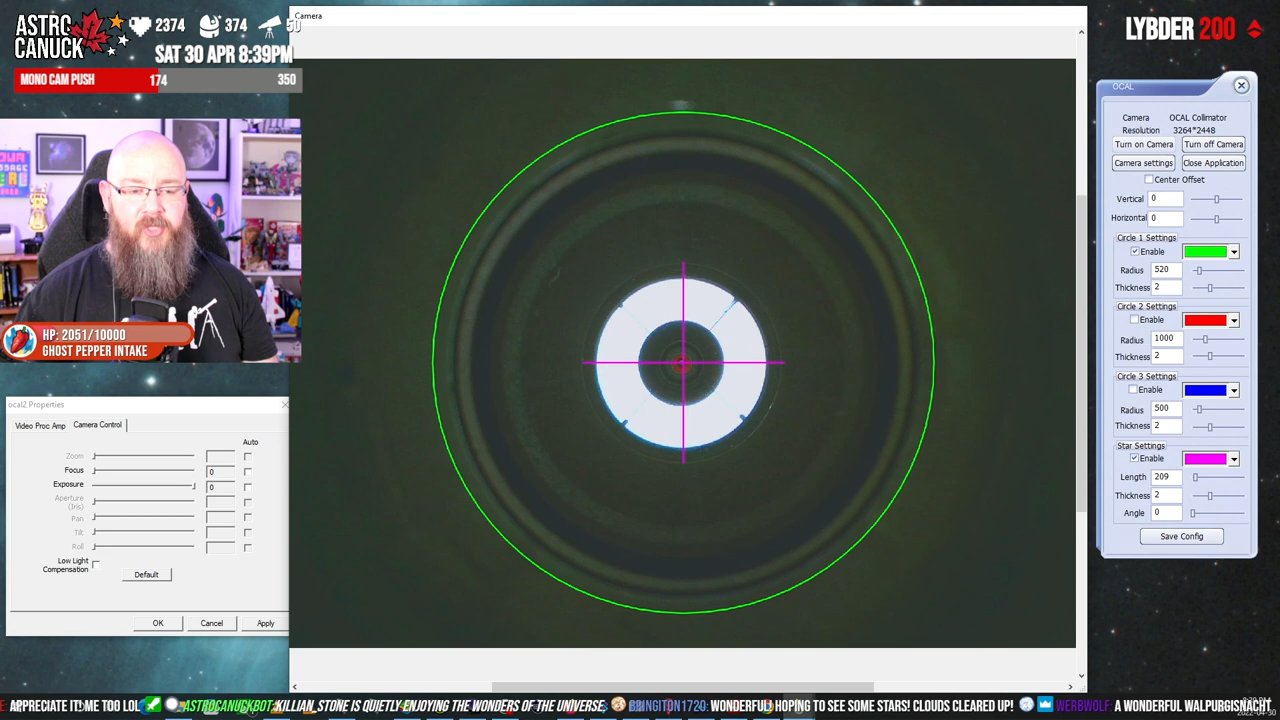 ASTRO
CANUCK
2374
374
50
SAT 30 APR 8:39PM
MONO CAM PUSH 174 350
HP: 2051/10000
GHOST PEPPER INTAKE
Camera
LYBDER 200
OCAL
Camera OCAL Collimator
Resolution 3264*2448
Turn on Camera Turn off Camera
Camera settings Close Application
Center Offset
Vertical 0
Horizontal 0
Circle 1 Settings
Enable
Radius 520
Thickness 2
Circle 2 Settings
Enable
Radius 1000
Thickness 2
Circle 3 Settings
Enable
Radius 500
Thickness 2
Star Settings
Enable
Length 209
Thickness 2
Angle 0
Save Config
ocal2 Properties
Video Proc Amp Camera Control
Auto
Zoom
Focus 0
Exposure 0
Aperture
(Iris)
Pan
Tilt
Roll
Low Light
Compensation
Default
OK Cancel Apply
APPRECIATE IT! ME TOO LOL ASTROCANUCKBOT: KILLIAN_STONE IS QUIETLY ENJOYING THE WONDERS OF THE UNIVERSE. WONDERFUL! HOPING TO SEE SOME STARS! CLOUDS CLEARED UP! WERBWOLF: A WONDERFUL WALPURGISNACHT
2022-04-30